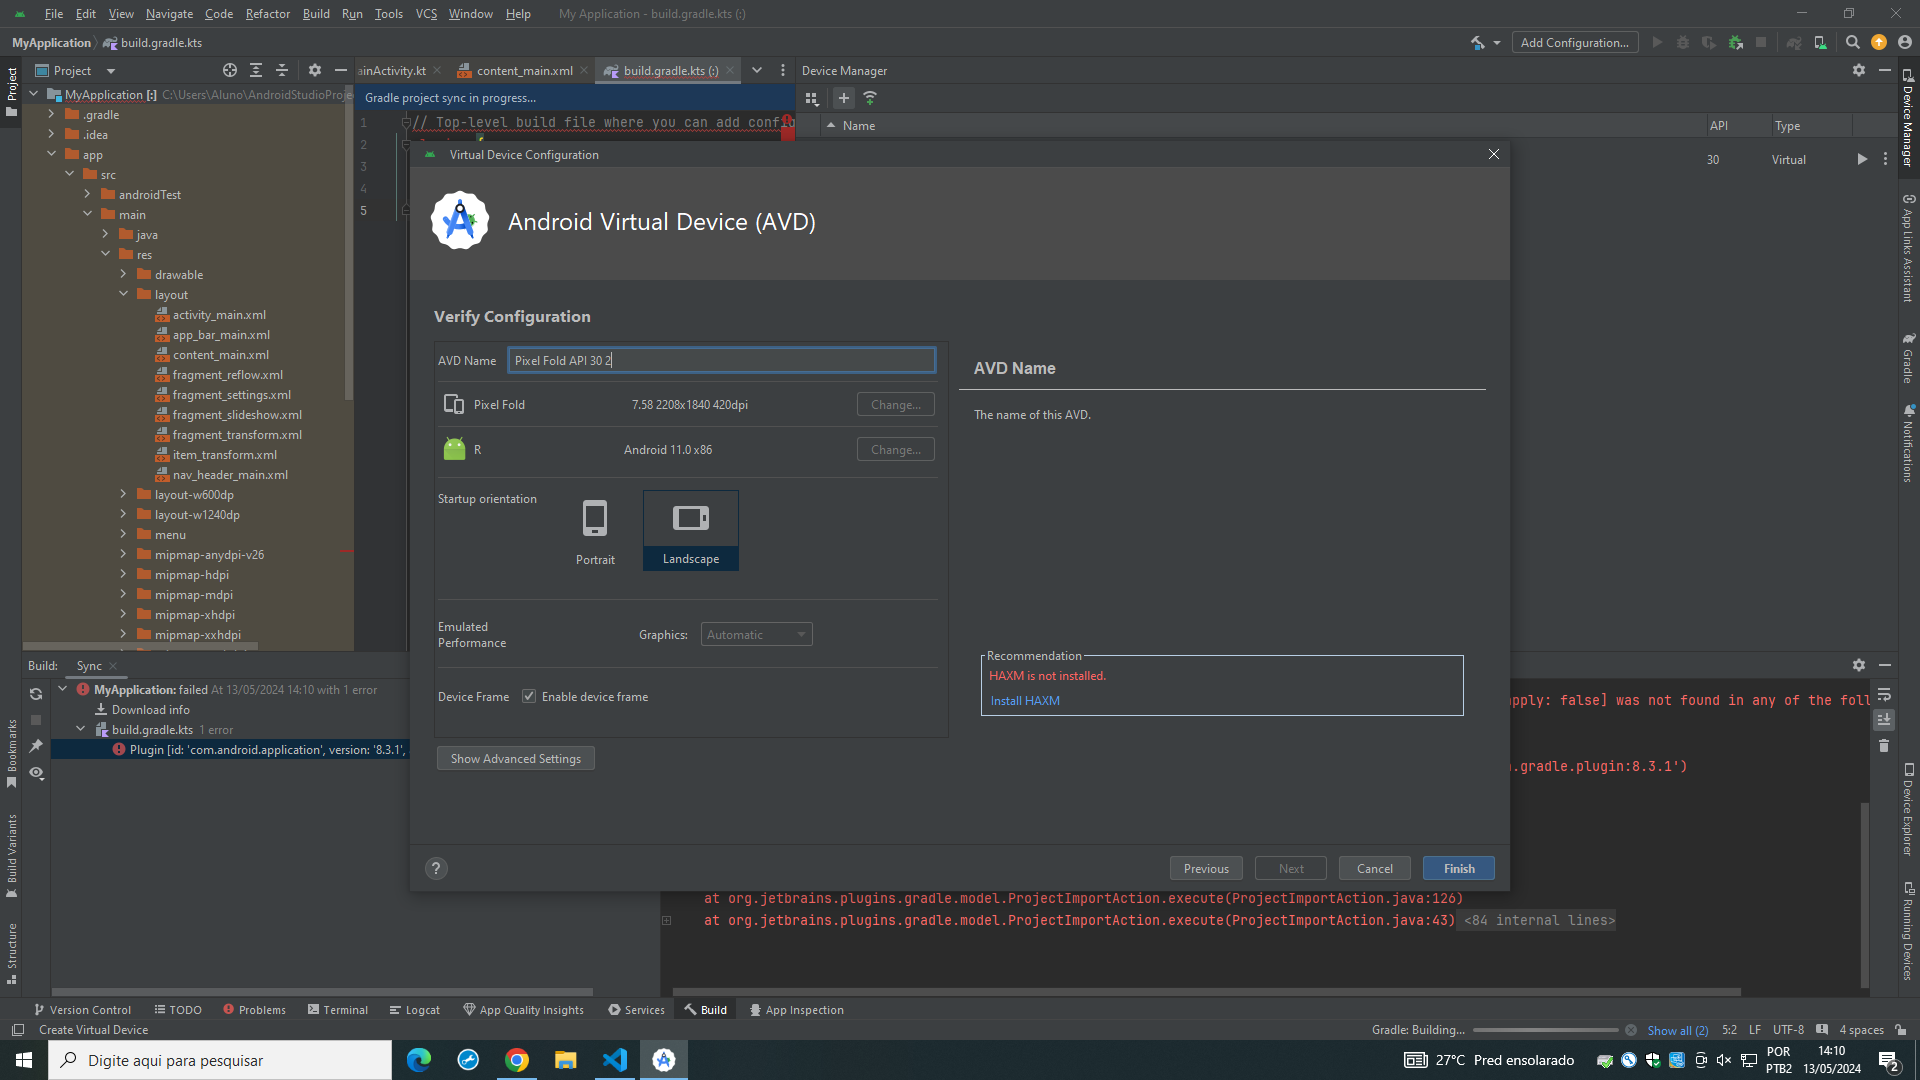 File Edit View Navigate Code Refactor Build Run Tools VCS Window Help My Application - build.gradle.kts (:)
MyApplication build.gradle.kts
Add Configuration...
Project
ainActivity.kt content_main.xml build.gradle.kts (:)
Device Manager
MyApplication [:] C:\Users\Aluno\AndroidStudioProje
Gradle project sync in progress...
.gradle
.idea
app
src
androidTest
main
java
res
drawable
layout
activity_main.xml
app_bar_main.xml
content_main.xml
fragment_reflow.xml
fragment_settings.xml
fragment_slideshow.xml
fragment_transform.xml
item_transform.xml
nav_header_main.xml
layout-w600dp
layout-w1240dp
menu
mipmap-anydpi-v26
mipmap-hdpi
mipmap-mdpi
mipmap-xhdpi
mipmap-xxhdpi
1 // Top-level build file where you can add config
2
3
4
5
Name API Type
30 Virtual
Virtual Device Configuration
Android Virtual Device (AVD)
Verify Configuration
AVD Name Pixel Fold API 30 2
Pixel Fold 7.58 2208x1840 420dpi Change...
R Android 11.0 x86 Change...
Startup orientation
Portrait Landscape
Emulated
Performance
Graphics: Automatic
Device Frame Enable device frame
Show Advanced Settings
AVD Name
The name of this AVD.
Recommendation
HAXM is not installed.
Install HAXM
? Previous Next Cancel Finish
Build: Sync
MyApplication: failed At 13/05/2024 14:10 with 1 error
Download info
build.gradle.kts 1 error
Plugin [id: 'com.android.application', version: '8.3.1',
pply: false] was not found in any of the foll
.gradle.plugin:8.3.1')
at org.jetbrains.plugins.gradle.model.ProjectImportAction.execute(ProjectImportAction.java:126)
at org.jetbrains.plugins.gradle.model.ProjectImportAction.execute(ProjectImportAction.java:43) <84 internal lines>
Project
Bookmarks
Build Variants
Structure
Device Manager
App Links Assistant
Gradle
Notifications
Device Explorer
Running Devices
Version Control TODO Problems Terminal Logcat App Quality Insights Services Build App Inspection
Create Virtual Device
Gradle: Building... Show all (2) 5:2 LF UTF-8 4 spaces
Digite aqui para pesquisar
27°C Pred ensolarado
POR
PTB2
14:10
13/05/2024
2